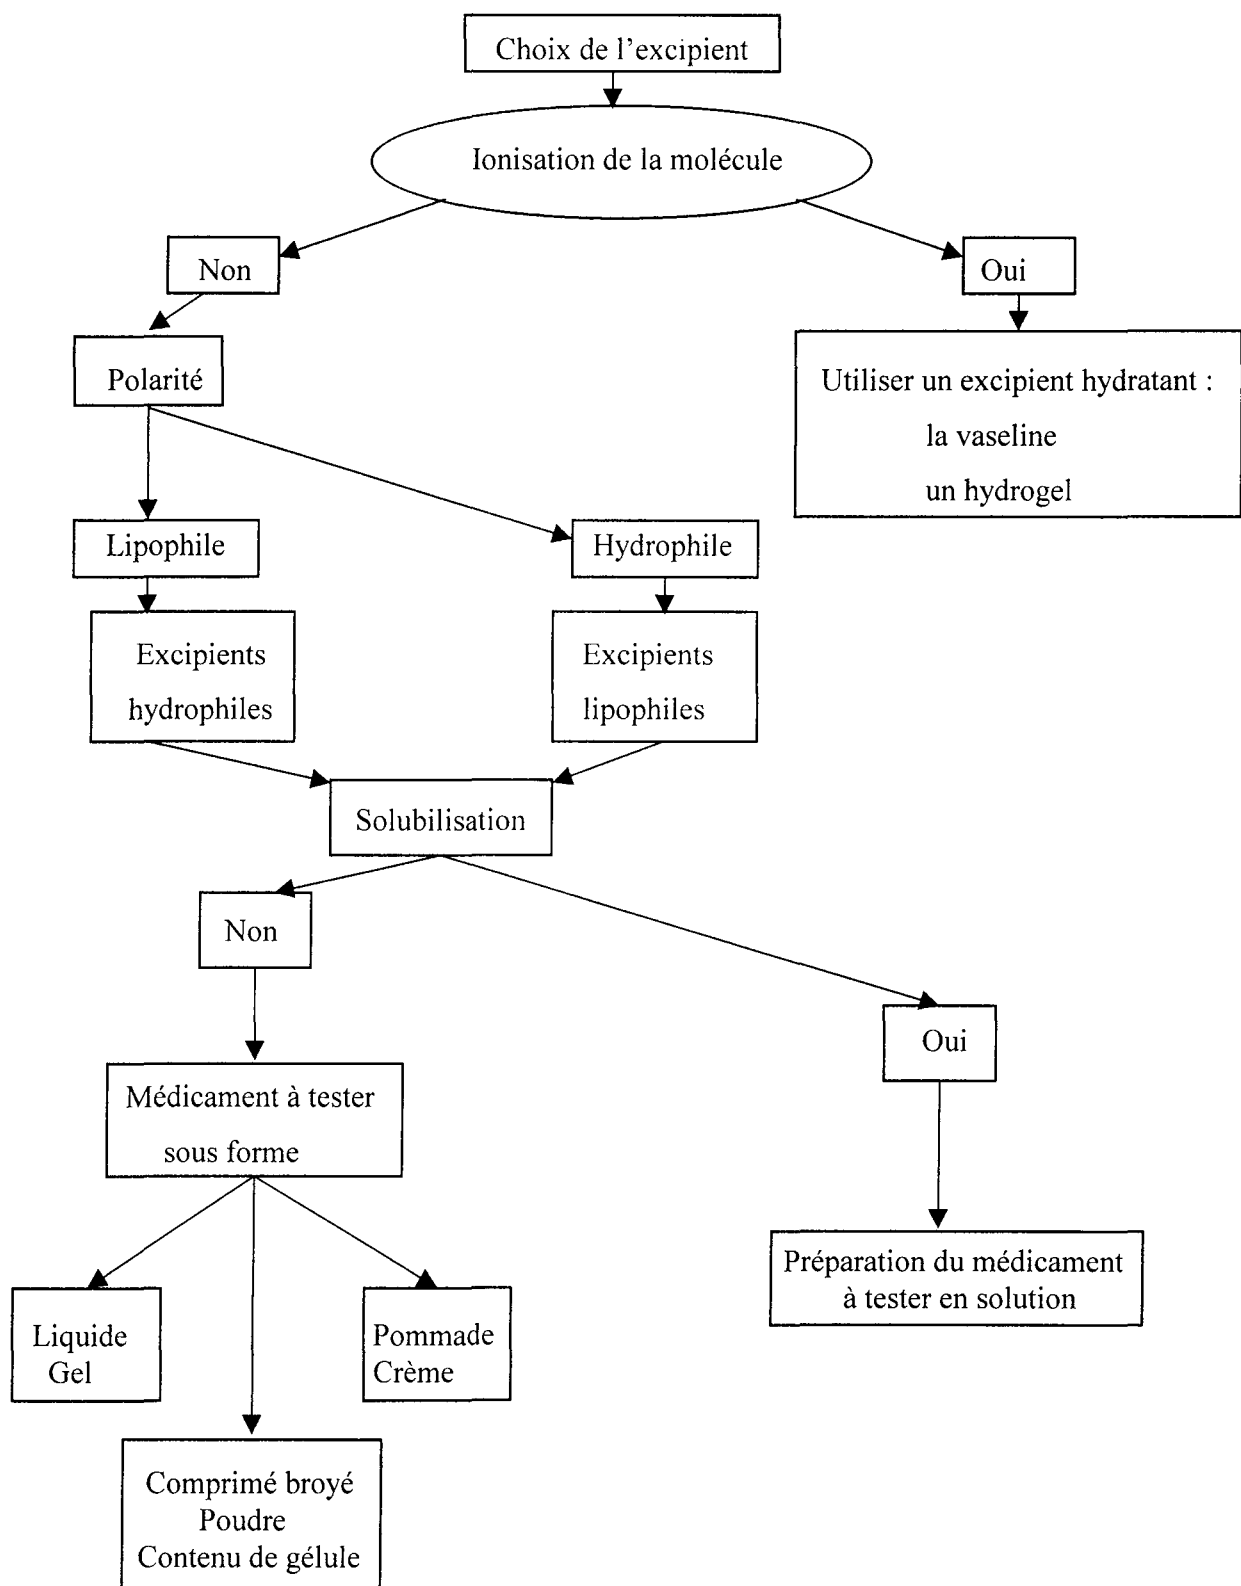 Choix de l'excipient
Ionisation de la molécule
Non
Oui
Polarité
Utiliser un excipient hydratant :
la vaseline
un hydrogel
Lipophile
Hydrophile
Excipients
hydrophiles
Excipients
lipophiles
Solubilisation
Non
Oui
Médicament à tester
sous forme
Préparation du médicament
à tester en solution
Liquide
Gel
Pommade
Crème
Comprimé broyé
Poudre
Contenu de gélule